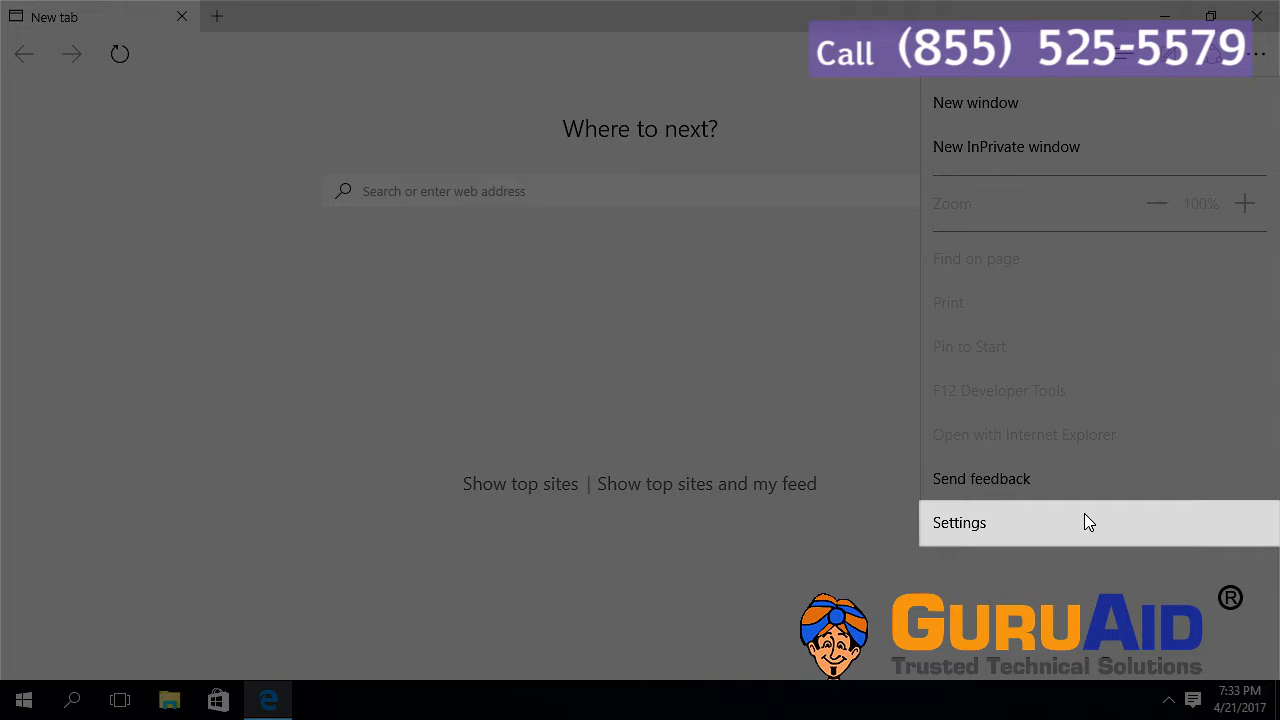 New tab
Call (855) 525-5579
New window
Where to next?
New InPrivate window
Search or enter web address
Zoom 100%
Find on page
Print
Pin to Start
F12 Developer Tools
Open with Internet Explorer
Show top sites | Show top sites and my feed
Send feedback
Settings
GURUAID ®
Trusted Technical Solutions
7:33 PM
4/21/2017